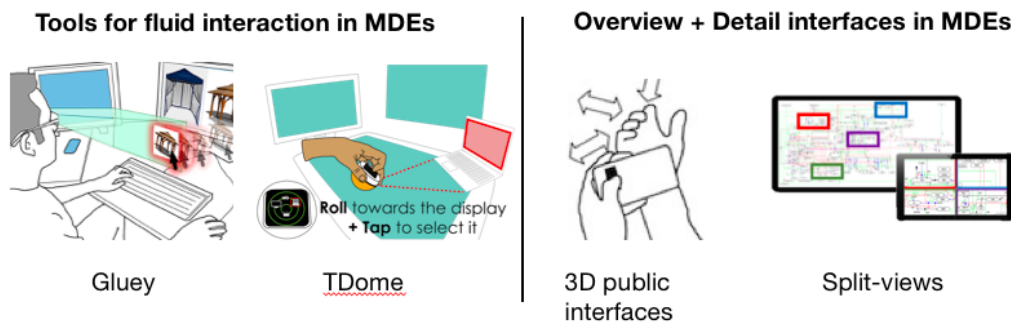 Tools for fluid interaction in MDEs
Roll towards the display
+ Tap to select it
Gluey
TDome
Overview + Detail interfaces in MDEs
3D public
interfaces
Split-views